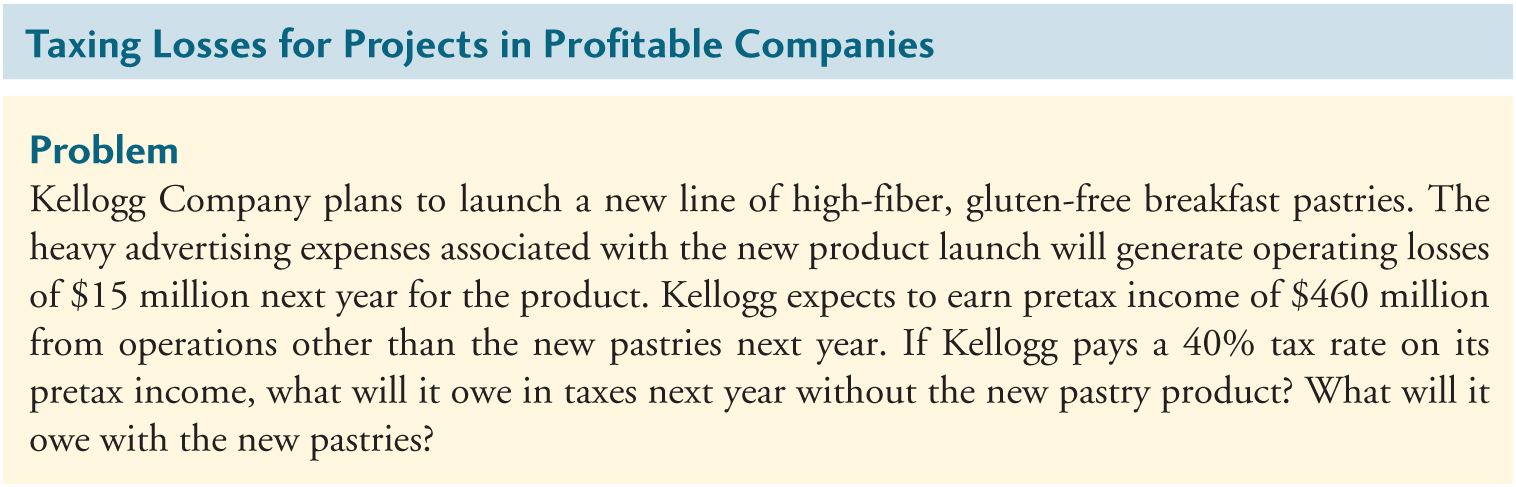 Taxing Losses for Projects in Profitable Companies
Problem
Kellogg Company plans to launch a new line of high-fiber, gluten-free breakfast pastries. The
heavy advertising expenses associated with the new product launch will generate operating losses
of $15 million next year for the product. Kellogg expects to earn pretax income of $460 million
from operations other than the new pastries next year. If Kellogg pays a 40% tax rate on its
pretax income, what will it owe in taxes next year without the new pastry product? What will it
owe with the new pastries?